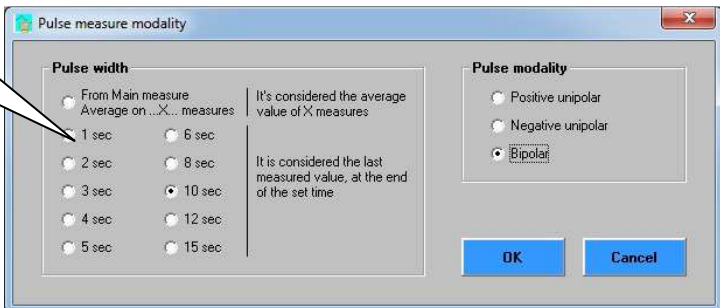 Pulse measure modality
Pulse width
From Main measure
Average on ...X... measures
It's considered the average
value of X measures
1 sec
6 sec
2 sec
8 sec
3 sec
10 sec
4 sec
12 sec
5 sec
15 sec
It is considered the last
measured value, at the end
of the set time
Pulse modality
Positive unipolar
Negative unipolar
Bipolar
OK
Cancel